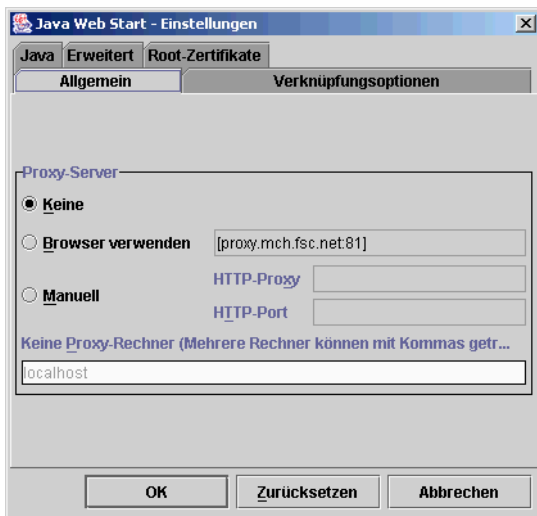 Java Web Start - Einstellungen
Java Erweitert Root-Zertifikate
Allgemein Verknüpfungsoptionen
Proxy-Server
Keine
Browser verwenden [proxy.mch.fsc.net:81]
HTTP-Proxy
Manuell
HTTP-Port
Keine Proxy-Rechner (Mehrere Rechner können mit Kommas getr...
localhost
OK Zurücksetzen Abbrechen